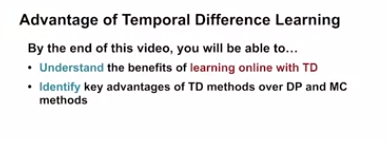 Advantage of Temporal Difference Learning
By the end of this video, you will be able to...
• Understand the benefits of learning online with TD
• Identify key advantages of TD methods over DP and MC
methods